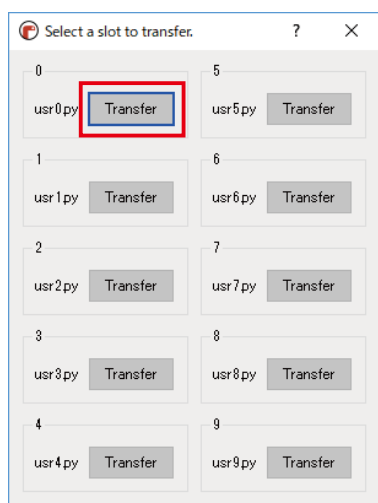 Select a slot to transfer. ? ×
0
usr0.py Transfer
1
usr1.py Transfer
2
usr2.py Transfer
3
usr3.py Transfer
4
usr4.py Transfer
5
usr5.py Transfer
6
usr6.py Transfer
7
usr7.py Transfer
8
usr8.py Transfer
9
usr9.py Transfer